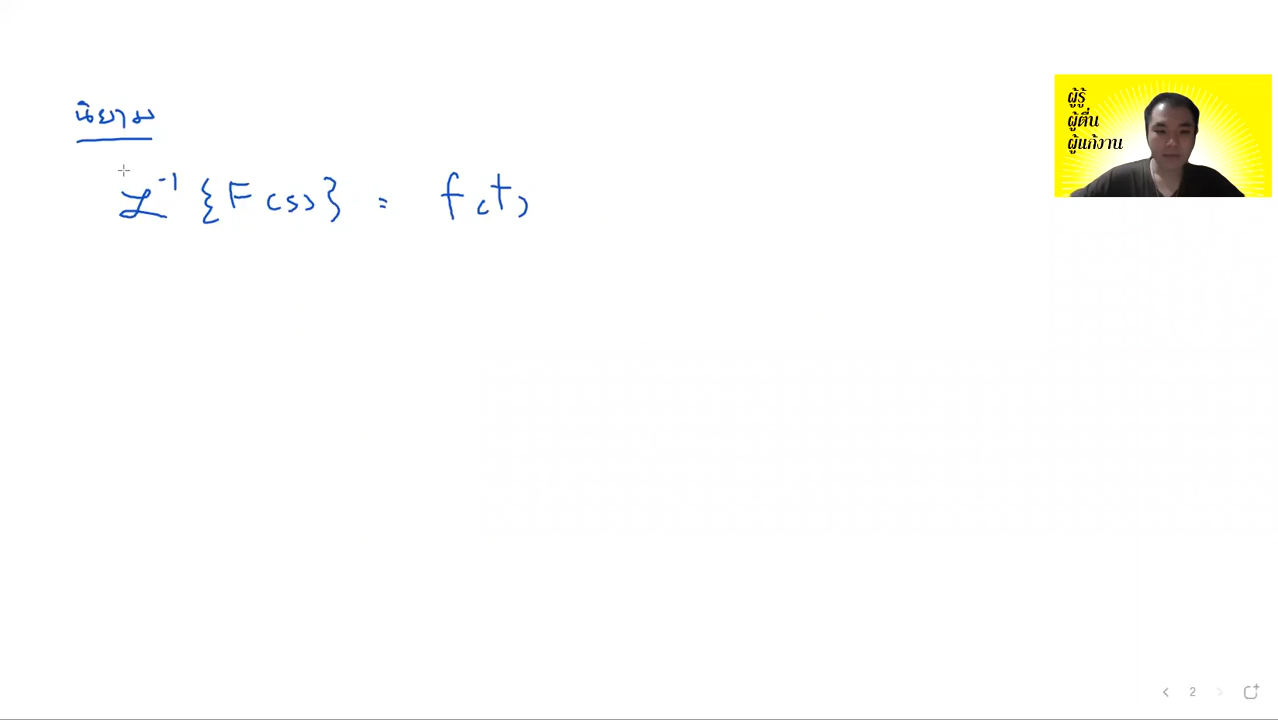 นิยาม
ℒ⁻¹ {F(s)} = f(t)
ผู้รู้
ผู้ตื่น
ผู้แก้งาน
2